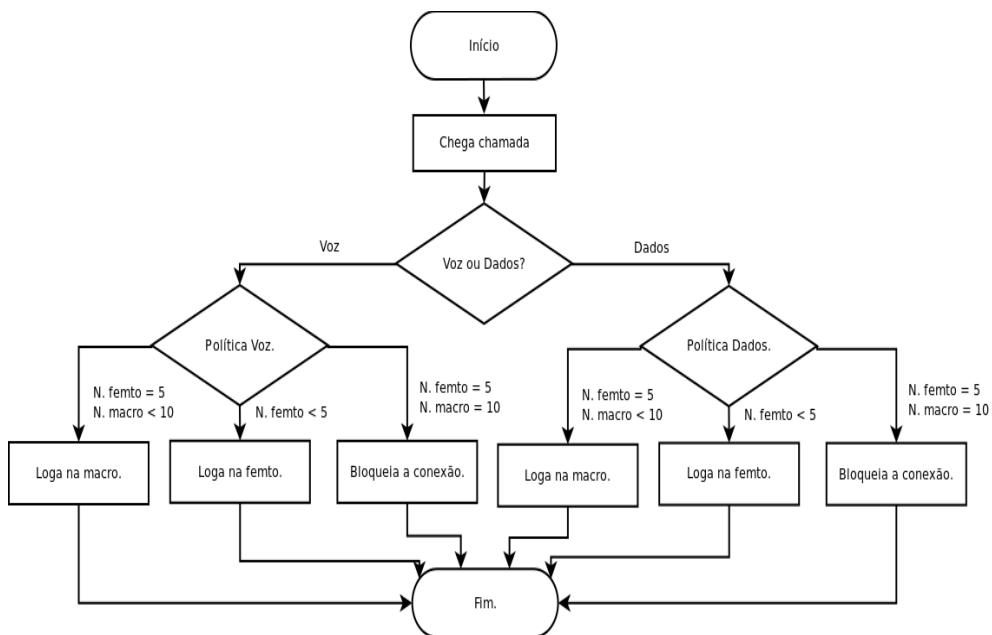 Início
Chega chamada
Voz ou Dados?
Voz
Dados
Política Voz.
Política Dados.
N. femto = 5
N. macro < 10
N. femto < 5
N. femto = 5
N. macro = 10
N. femto = 5
N. macro < 10
N. femto < 5
N. femto = 5
N. macro = 10
Loga na macro.
Loga na femto.
Bloqueia a conexão.
Loga na macro.
Loga na femto.
Bloqueia a conexão.
Fim.